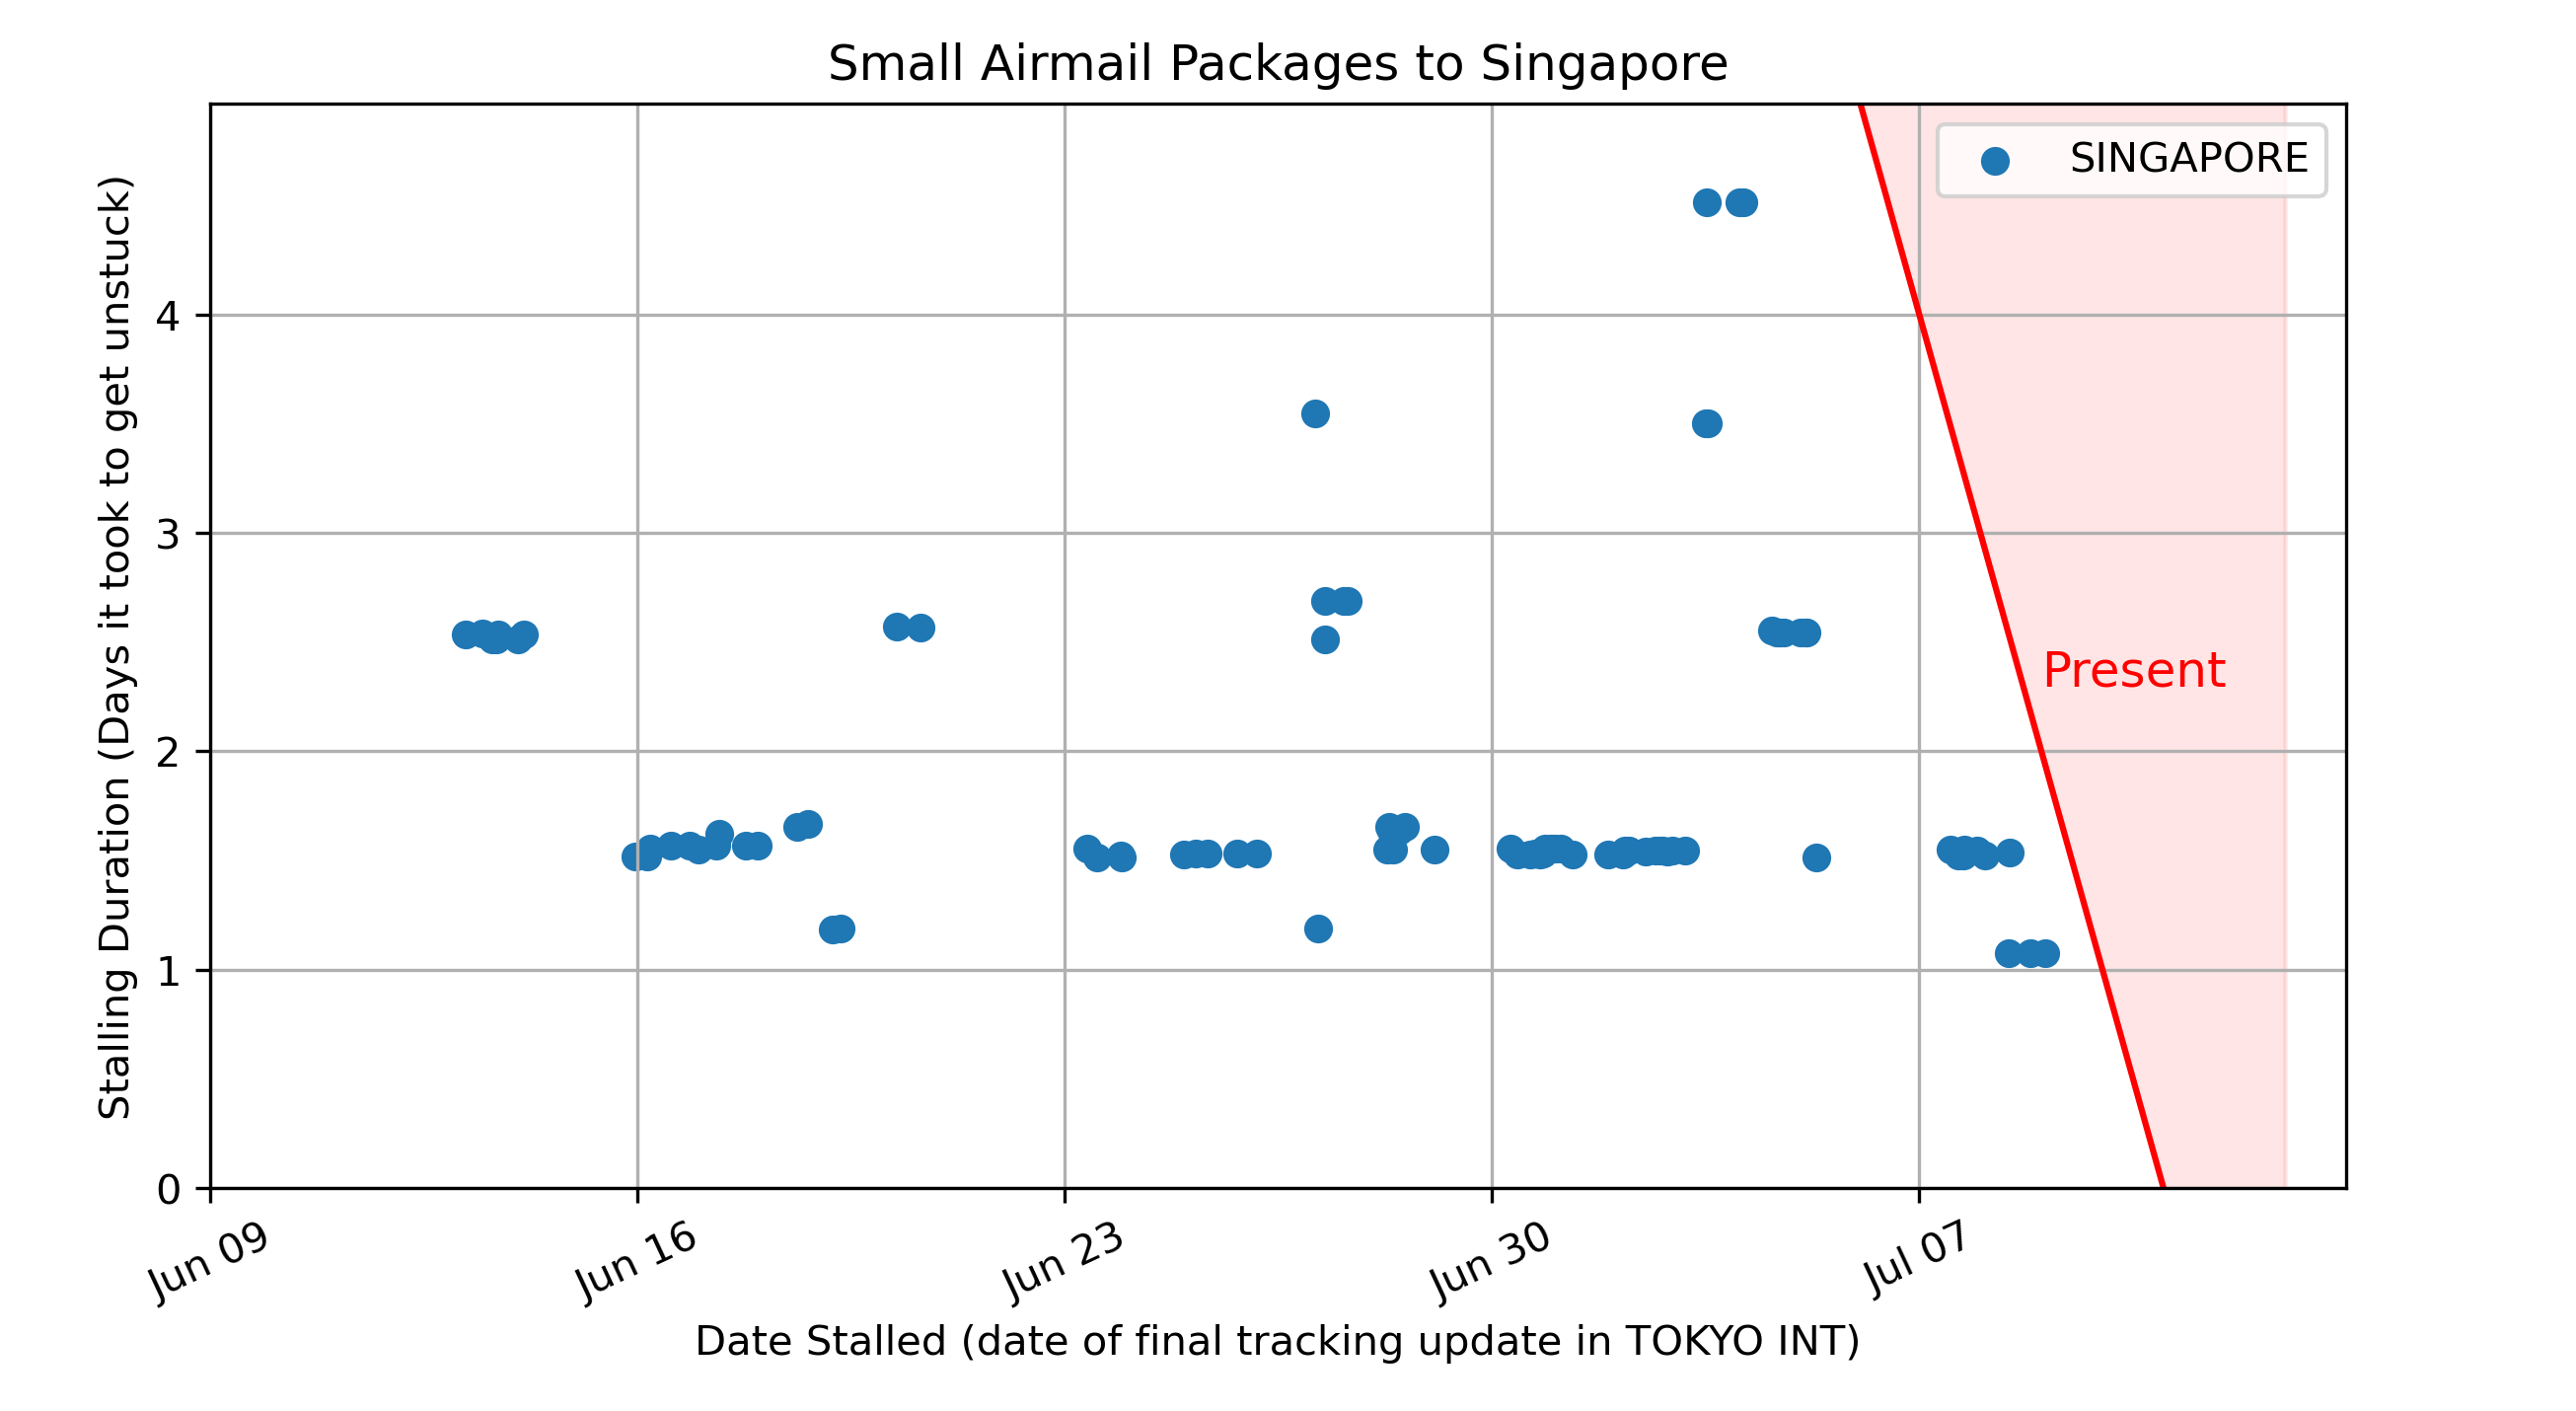 Small Airmail Packages to Singapore
SINGAPORE
Stalling Duration (Days it took to get unstuck)
4
3
2
1
0
Present
Jun 09
Jun 16
Jun 23
Jun 30
Jul 07
Date Stalled (date of final tracking update in TOKYO INT)